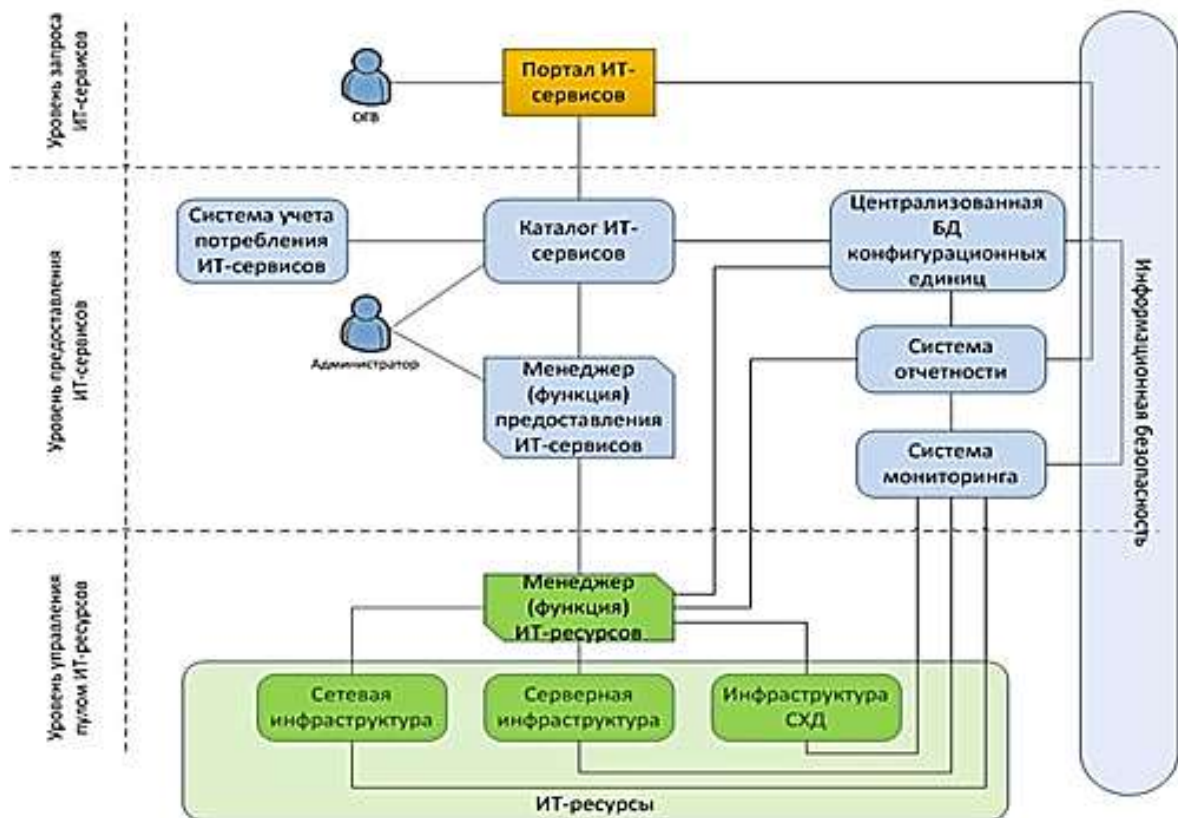 Уровень запроса
ИТ-сервисов
ОГВ
Портал ИТ-
сервисов
Уровень предоставления
ИТ-сервисов
Система учета
потребления
ИТ-сервисов
Каталог ИТ-
сервисов
Централизованная
БД
конфигурационных
единиц
Администратор
Менеджер
(функция)
предоставления
ИТ-сервисов
Система
отчетности
Система
мониторинга
Информационная безопасность
Уровень управления
пулом ИТ-ресурсов
Менеджер
(функция)
ИТ-ресурсов
Сетевая
инфраструктура
Серверная
инфраструктура
Инфраструктура
СХД
ИТ-ресурсы